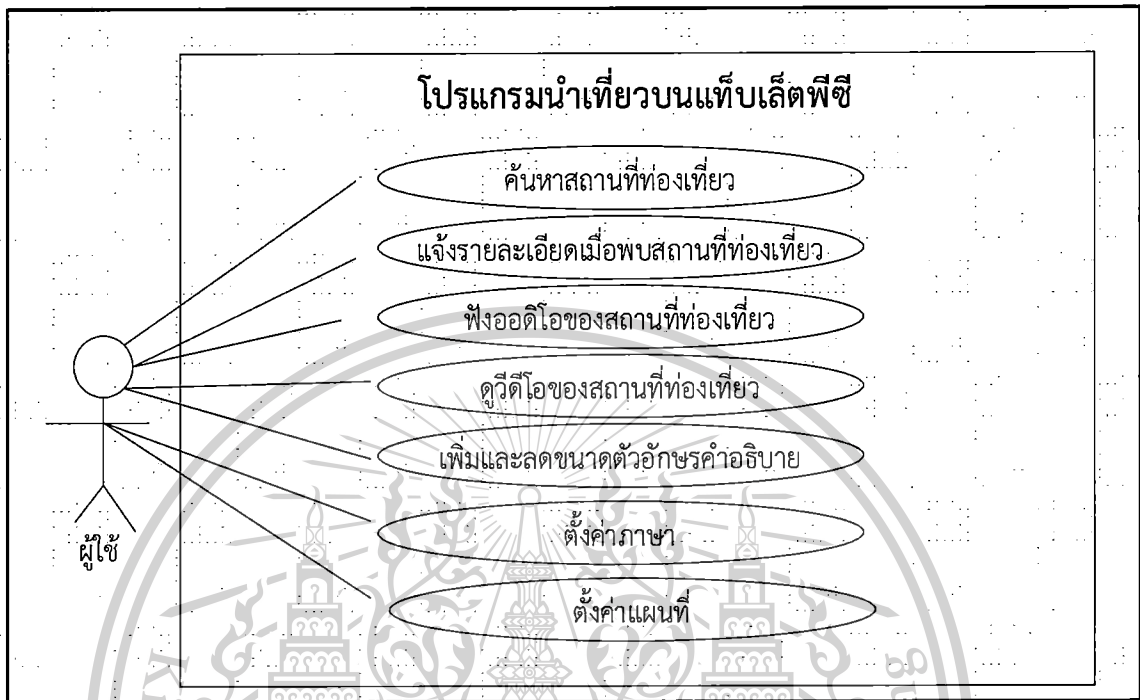 โปรแกรมนำเที่ยวบนแท็บเล็ตพีซี
ค้นหาสถานที่ท่องเที่ยว
แจ้งรายละเอียดเมื่อพบสถานที่ท่องเที่ยว
ฟังออดิโอของสถานที่ท่องเที่ยว
ดูวีดีโอของสถานที่ท่องเที่ยว
เพิ่มและลดขนาดตัวอักษรคำอธิบาย
ตั้งค่าภาษา
ตั้งค่าแผนที่
ผู้ใช้